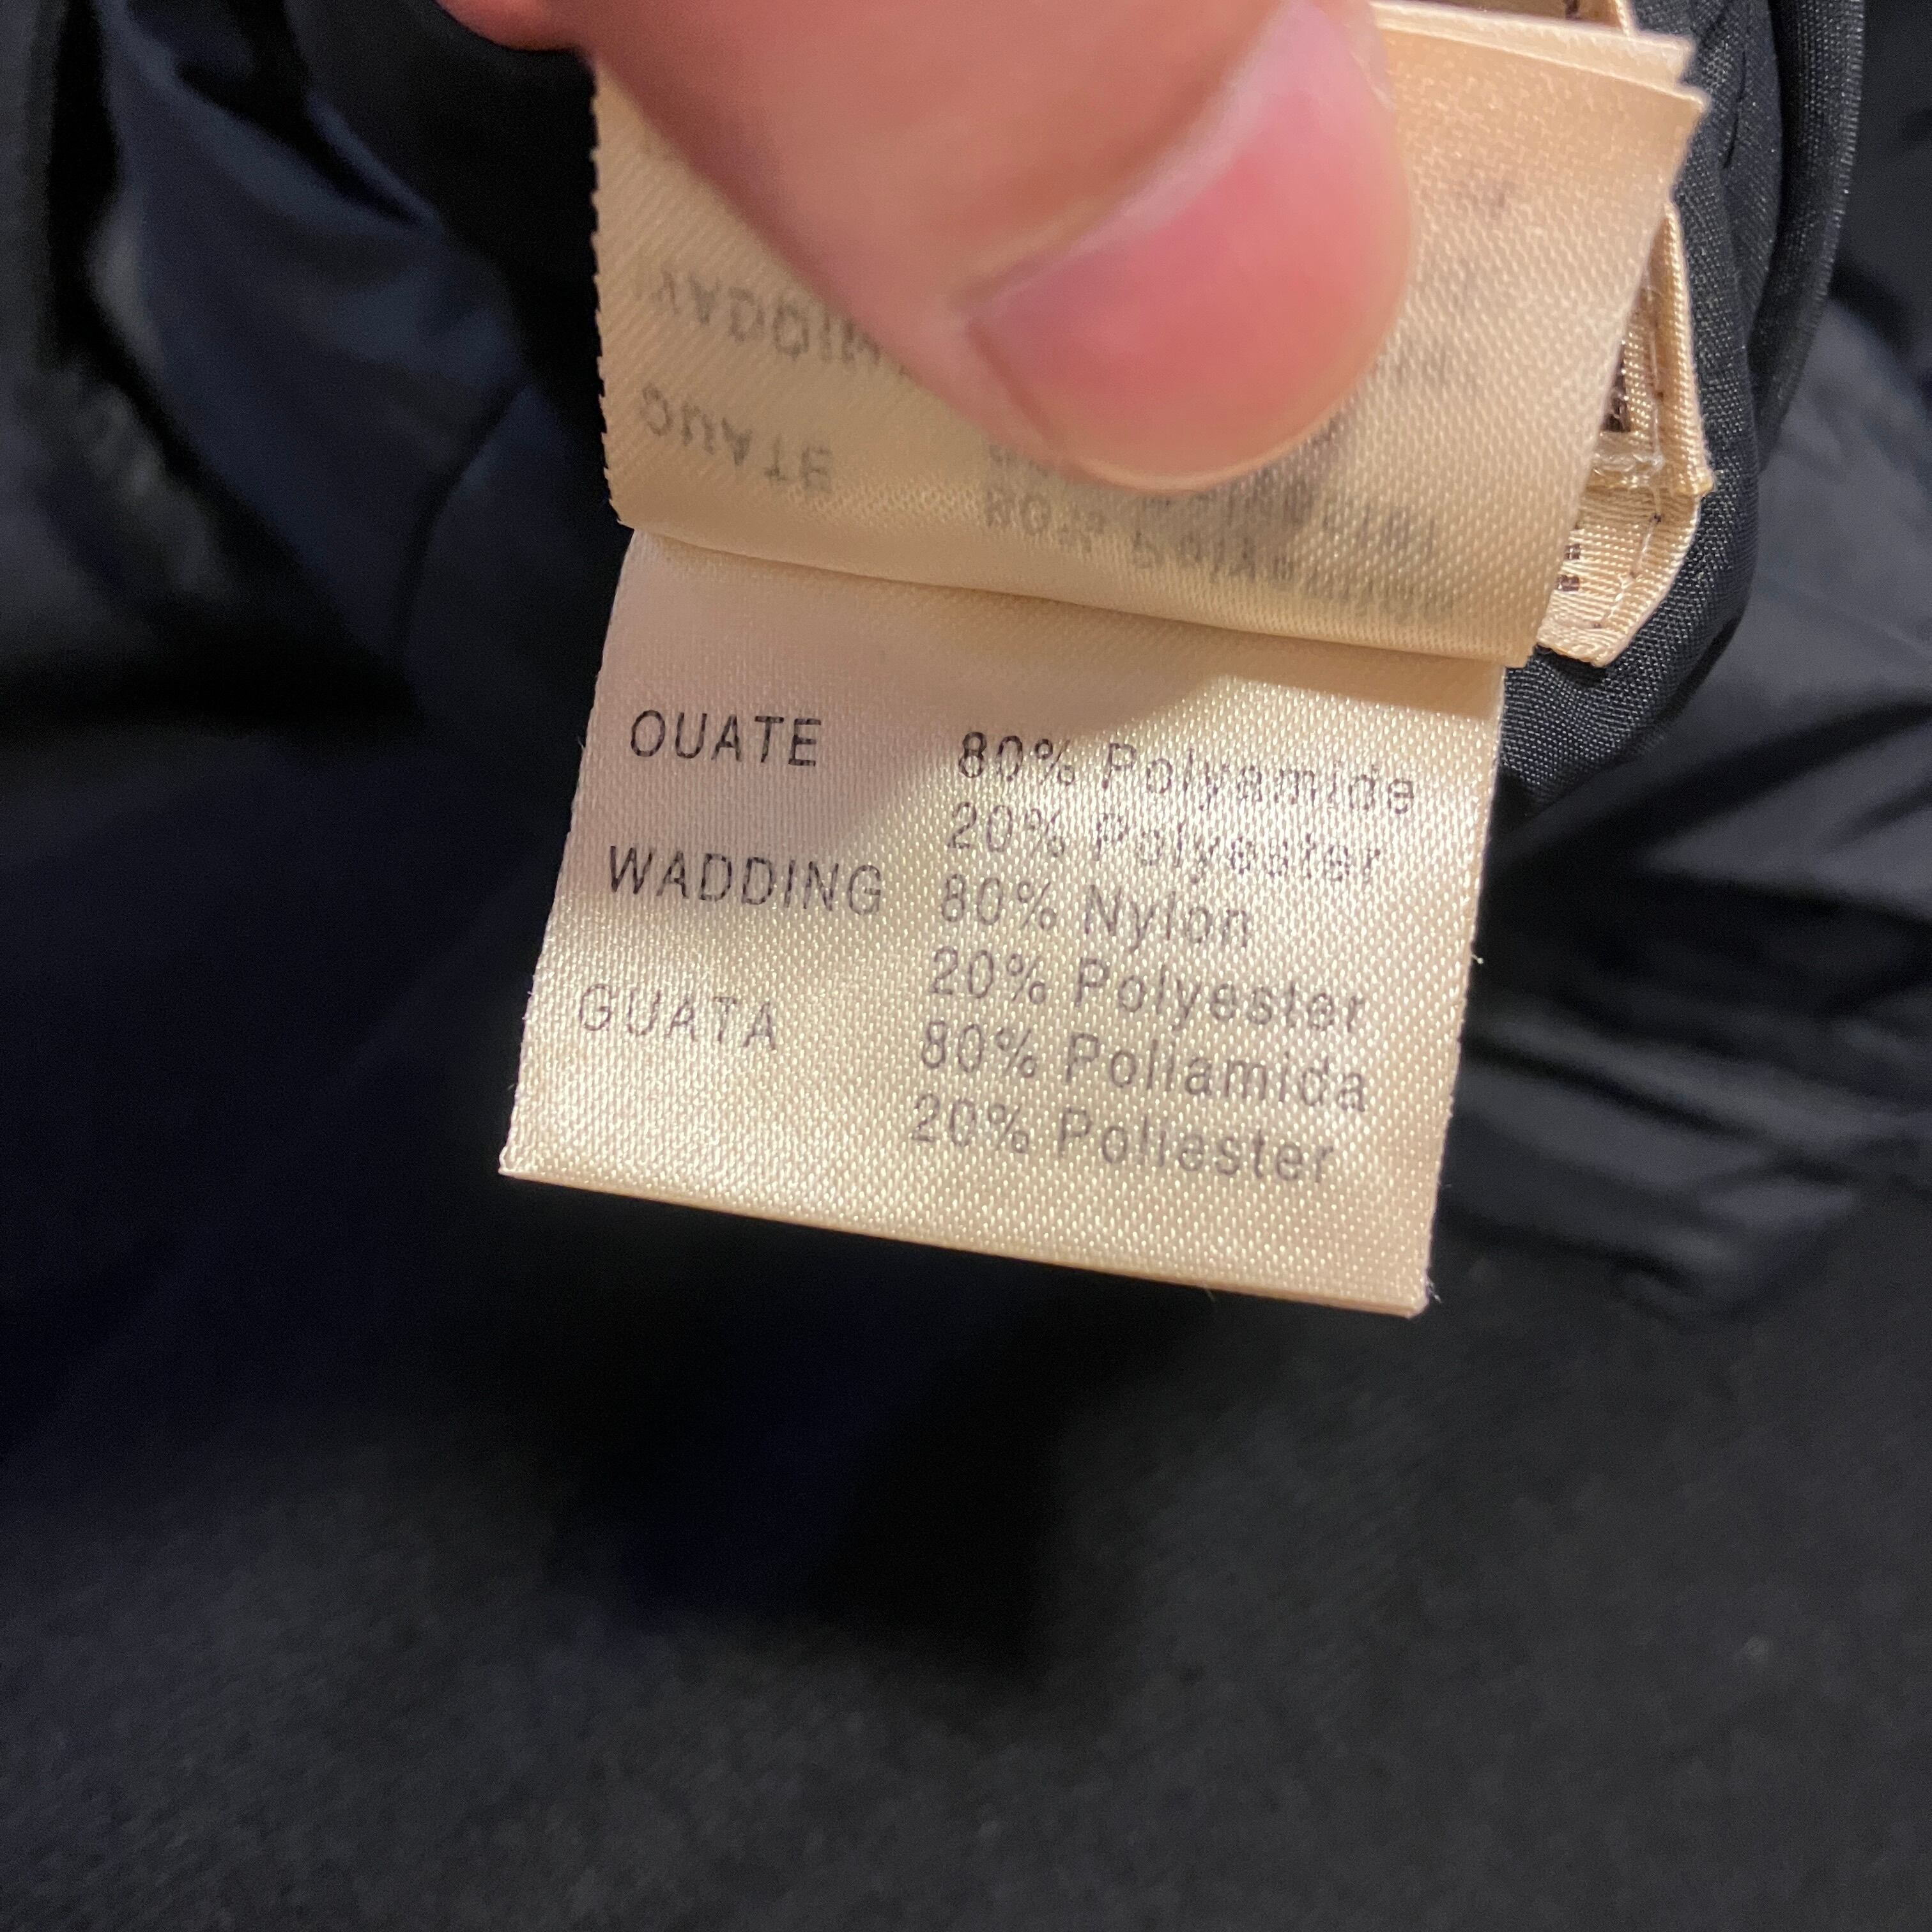 OUATE 80% Polyamide
20% Polyester
WADDING 80% Nylon
20% Polyester
GUATA 80% Poliamida
20% Poliester